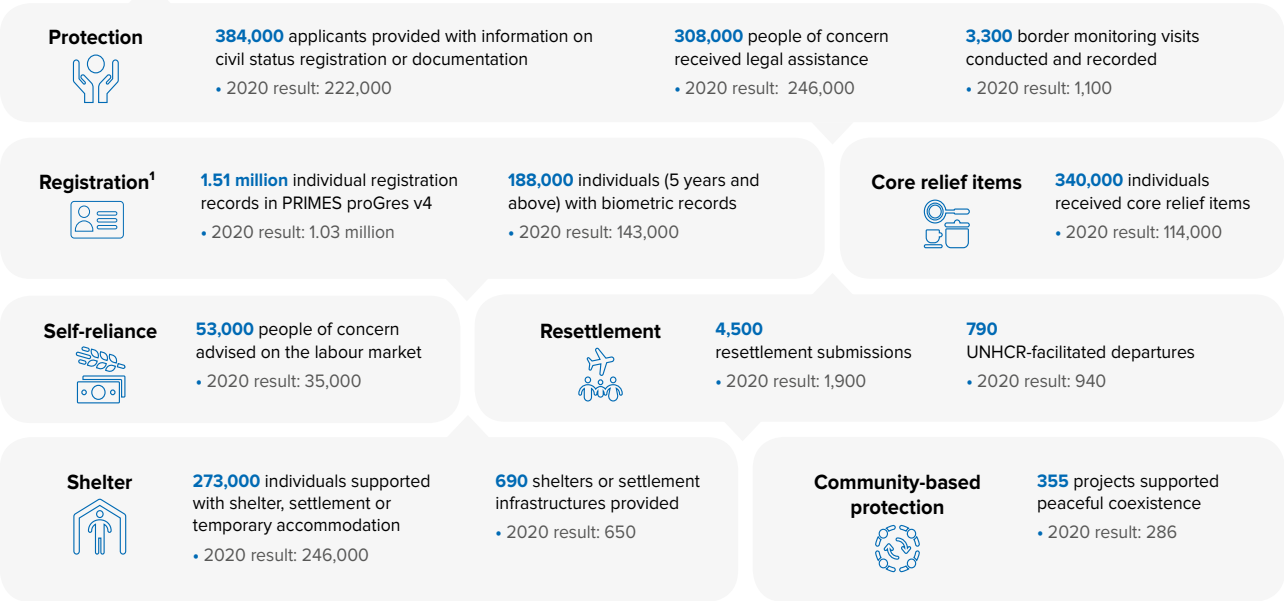 Protection
384,000 applicants provided with information on
civil status registration or documentation
• 2020 result: 222,000
308,000 people of concern
received legal assistance
• 2020 result: 246,000
3,300 border monitoring visits
conducted and recorded
• 2020 result: 1,100
Registration¹
1.51 million individual registration
records in PRIMES proGres v4
• 2020 result: 1.03 million
188,000 individuals (5 years and
above) with biometric records
• 2020 result: 143,000
Core relief items
340,000 individuals
received core relief items
• 2020 result: 114,000
Self-reliance
53,000 people of concern
advised on the labour market
• 2020 result: 35,000
Resettlement
4,500
resettlement submissions
• 2020 result: 1,900
790
UNHCR-facilitated departures
• 2020 result: 940
Shelter
273,000 individuals supported
with shelter, settlement or
temporary accommodation
• 2020 result: 246,000
690 shelters or settlement
infrastructures provided
• 2020 result: 650
Community-based
protection
355 projects supported
peaceful coexistence
• 2020 result: 286